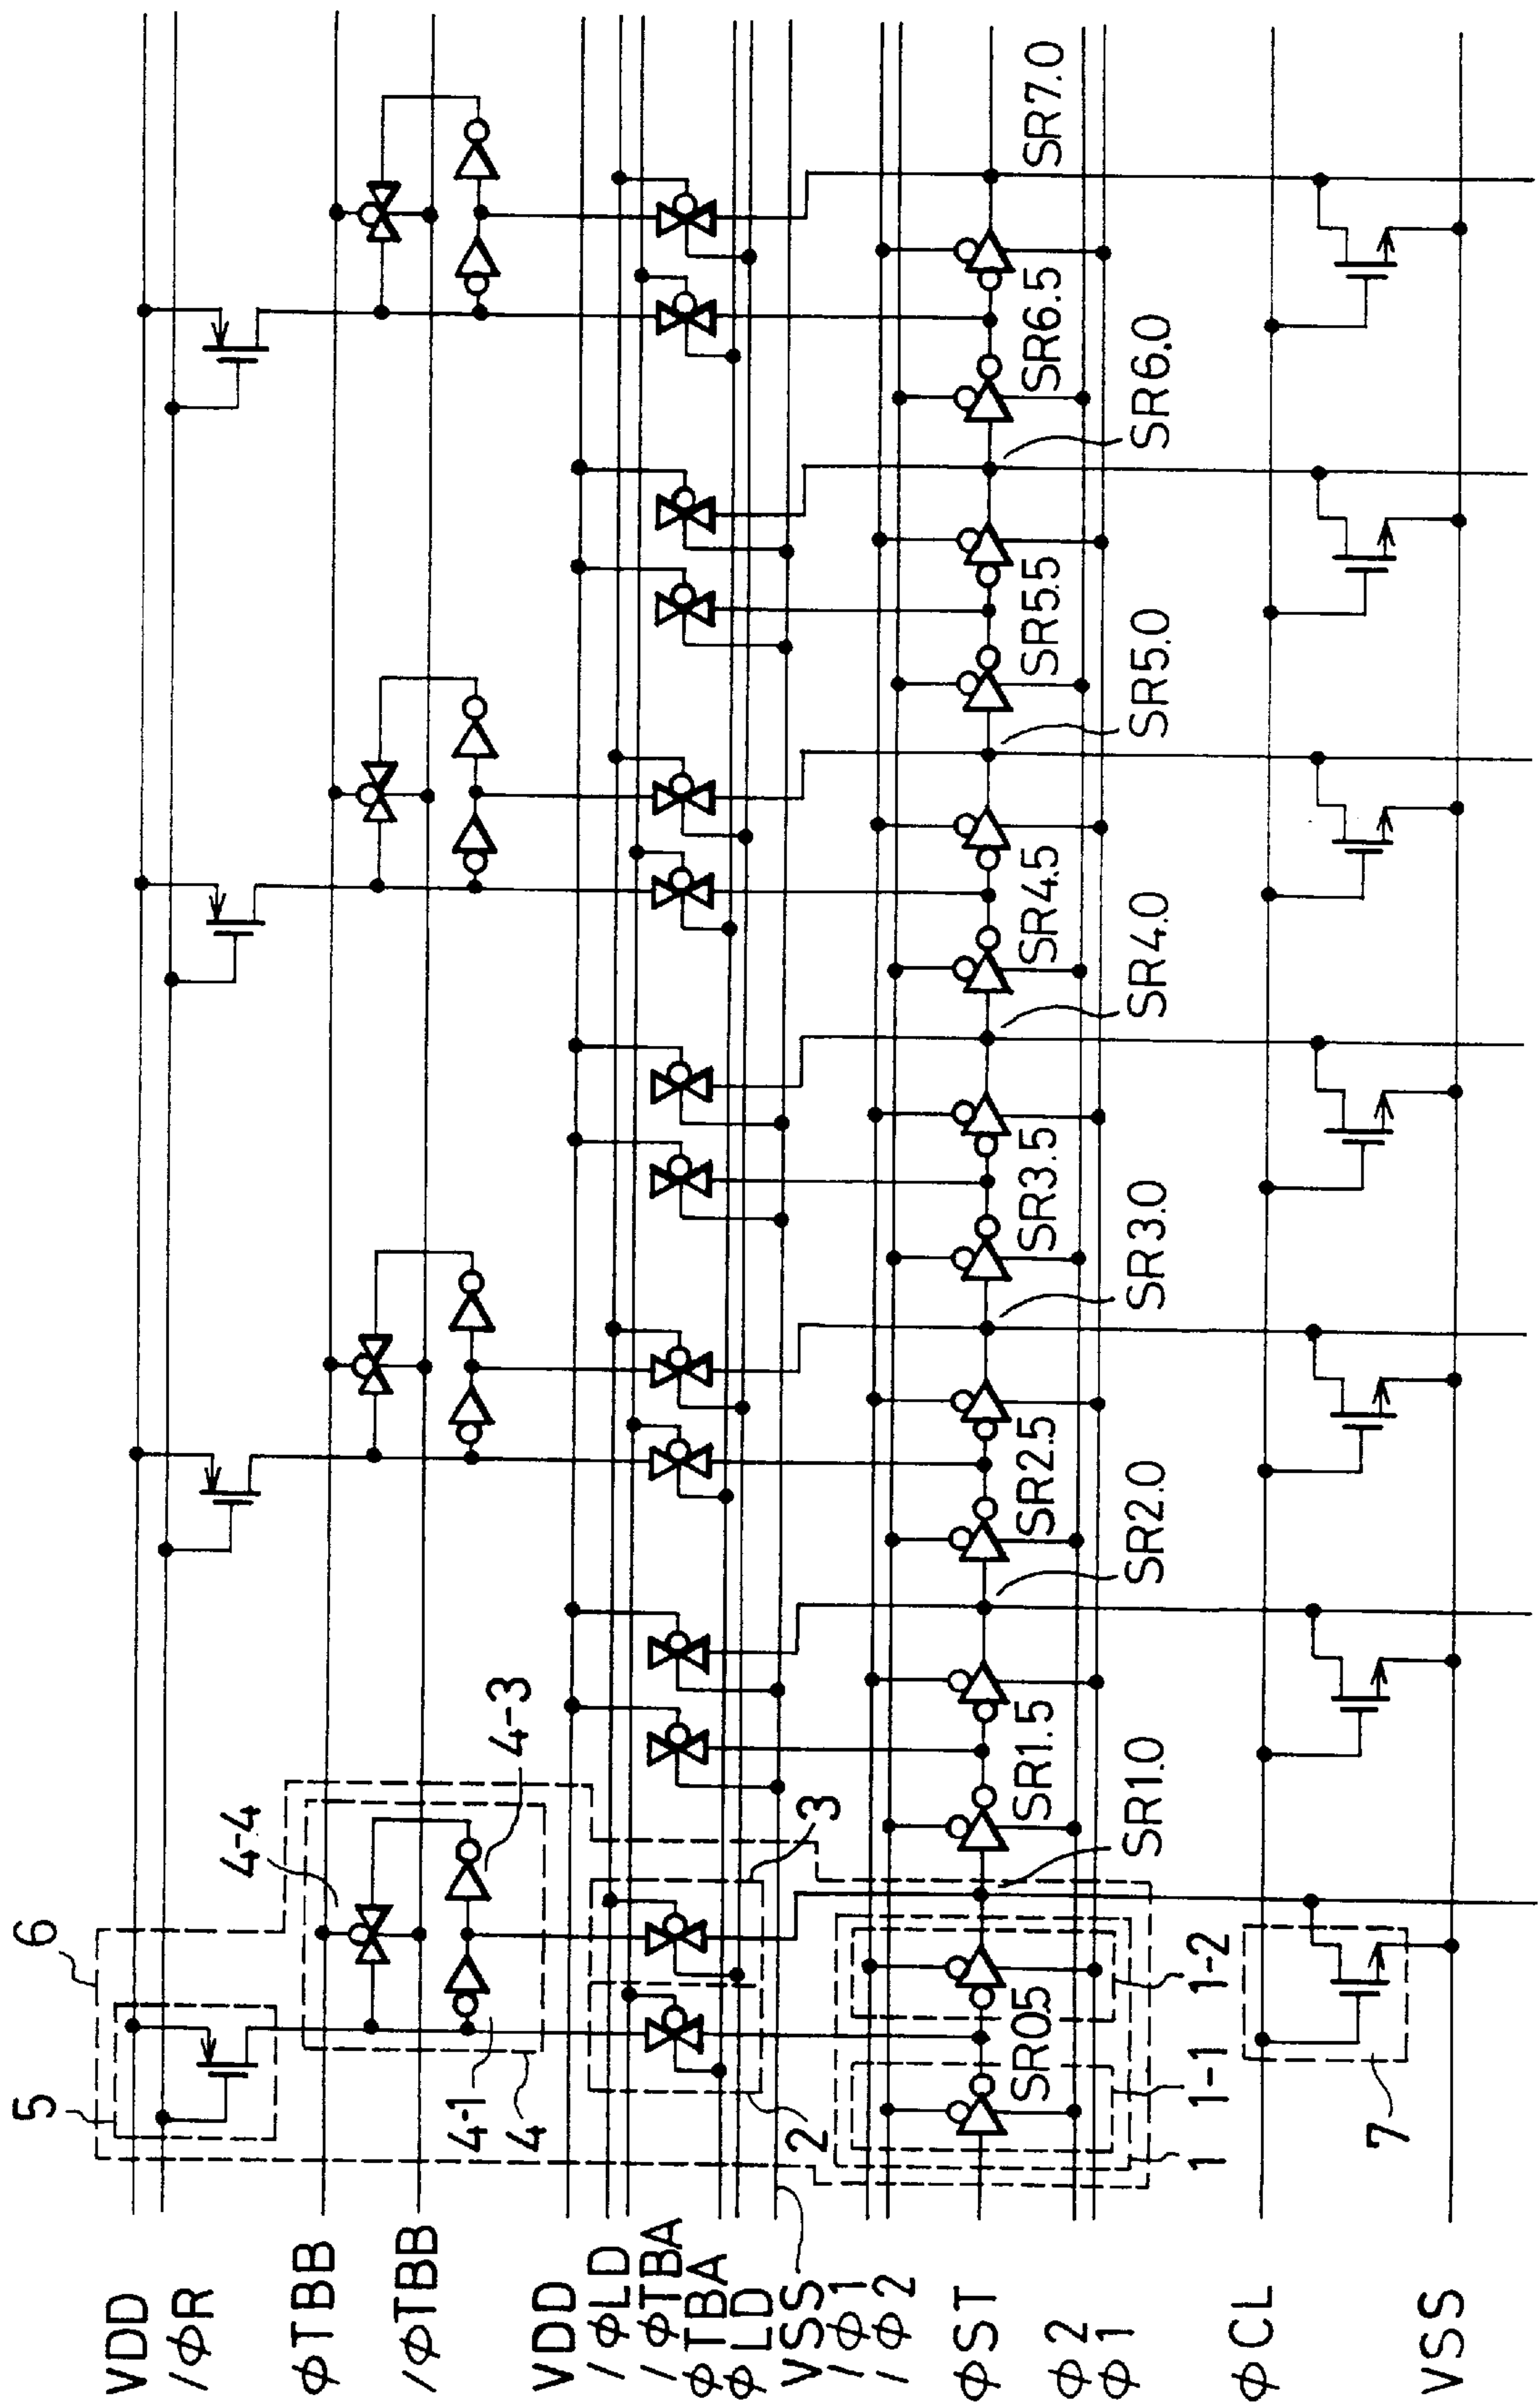 VDD
/φR
φTBB
/φTBB
VDD
/φLD
/φTBA
φTBA
φLD
VSS
/φ1
/φ2
φST
φ2
φ1
φCL
VSS
5
6
4-4
4-3
4-1
4
2
3
1
1-1
1-2
7
SR0.5
SR1.0
SR1.5
SR2.0
SR2.5
SR3.0
SR3.5
SR4.0
SR4.5
SR5.0
SR5.5
SR6.0
SR6.5
SR7.0